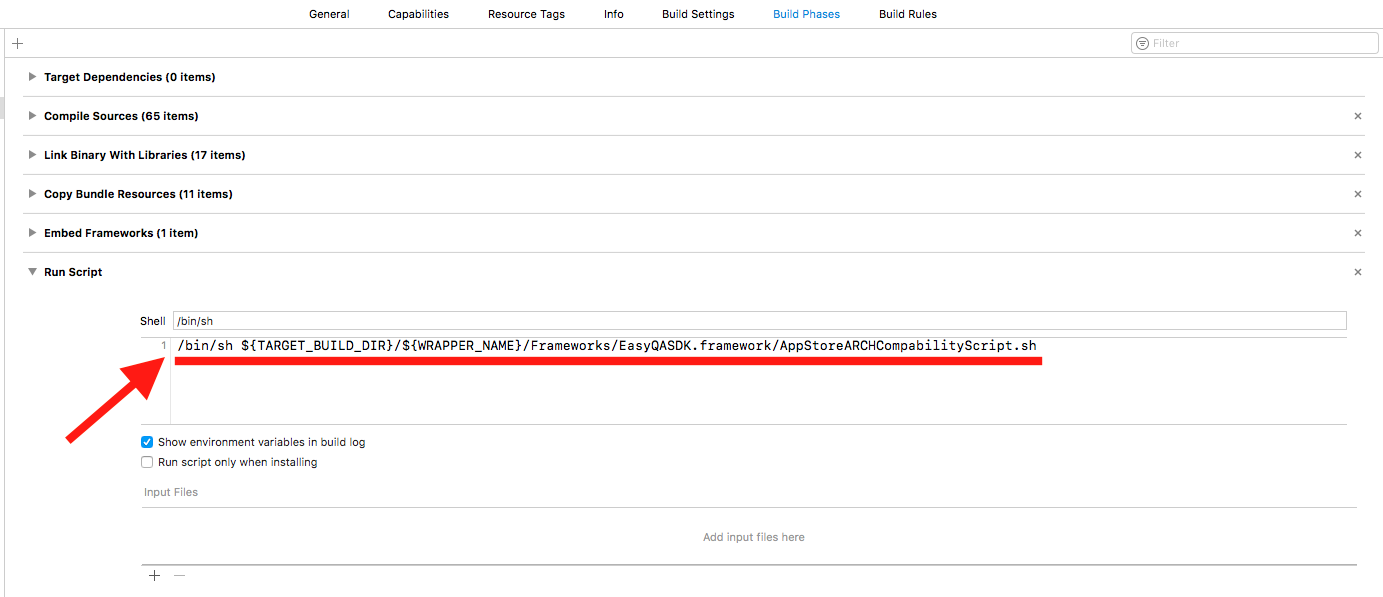 General Capabilities Resource Tags Info Build Settings Build Phases Build Rules
Filter
Target Dependencies (0 items)
Compile Sources (65 items)
Link Binary With Libraries (17 items)
Copy Bundle Resources (11 items)
Embed Frameworks (1 item)
Run Script
Shell /bin/sh
1 /bin/sh ${TARGET_BUILD_DIR}/${WRAPPER_NAME}/Frameworks/EasyQASDK.framework/AppStoreARCHCompabilityScript.sh
Show environment variables in build log
Run script only when installing
Input Files
Add input files here